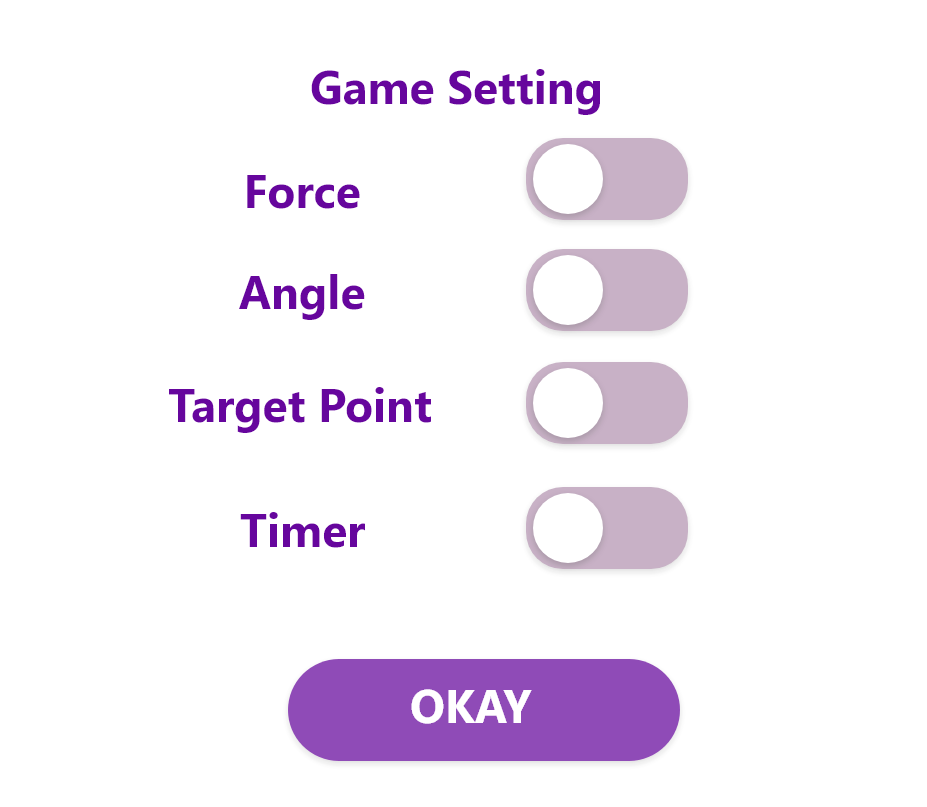 Game Setting
Force
Angle
Target Point
Timer
OKAY